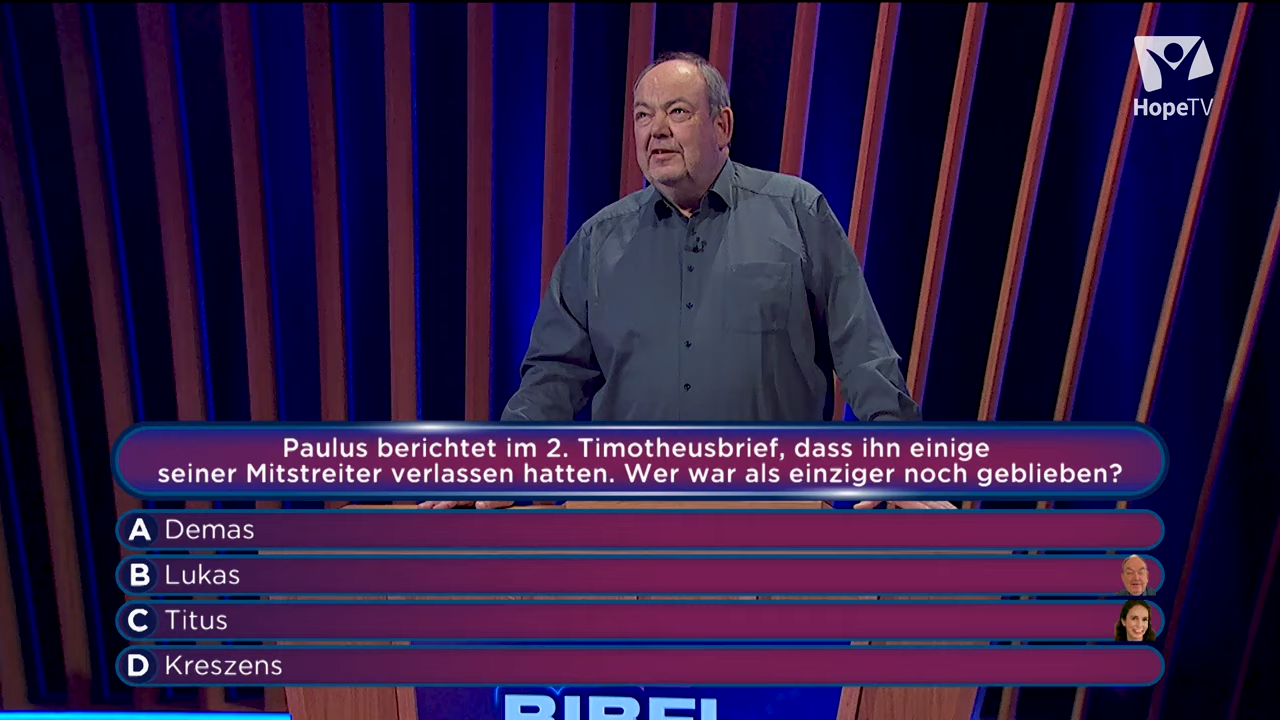 HopeTV
Paulus berichtet im 2. Timotheusbrief, dass ihn einige
seiner Mitstreiter verlassen hatten. Wer war als einziger noch geblieben?
A Demas
B Lukas
C Titus
D Kreszens
BIBEL